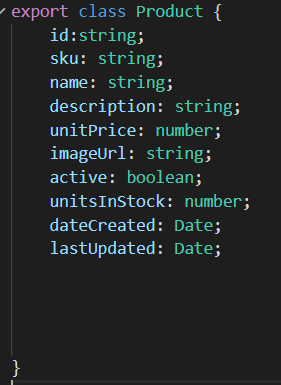 export class Product {
    id:string;
    sku: string;
    name: string;
    description: string;
    unitPrice: number;
    imageUrl: string;
    active: boolean;
    unitsInStock: number;
    dateCreated: Date;
    lastUpdated: Date;
}